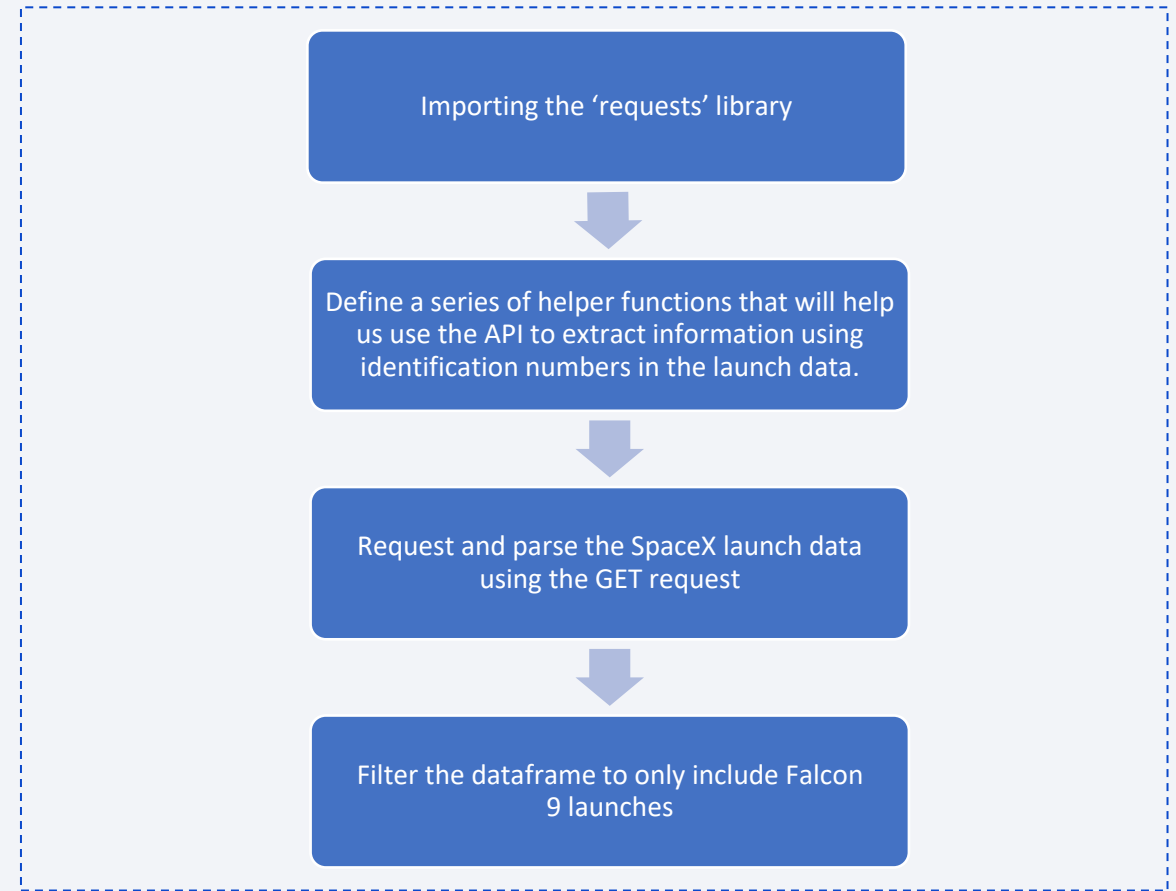 Importing the ‘requests’ library
Define a series of helper functions that will help
us use the API to extract information using
identification numbers in the launch data.
Request and parse the SpaceX launch data
using the GET request
Filter the dataframe to only include Falcon
9 launches